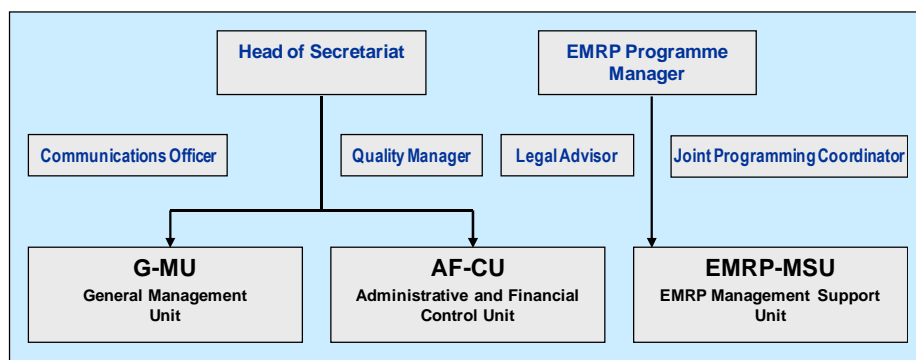 Head of Secretariat
EMRP Programme
Manager
Communications Officer
Quality Manager
Legal Advisor
Joint Programming Coordinator
G-MU
General Management
Unit
AF-CU
Administrative and Financial
Control Unit
EMRP-MSU
EMRP Management Support
Unit